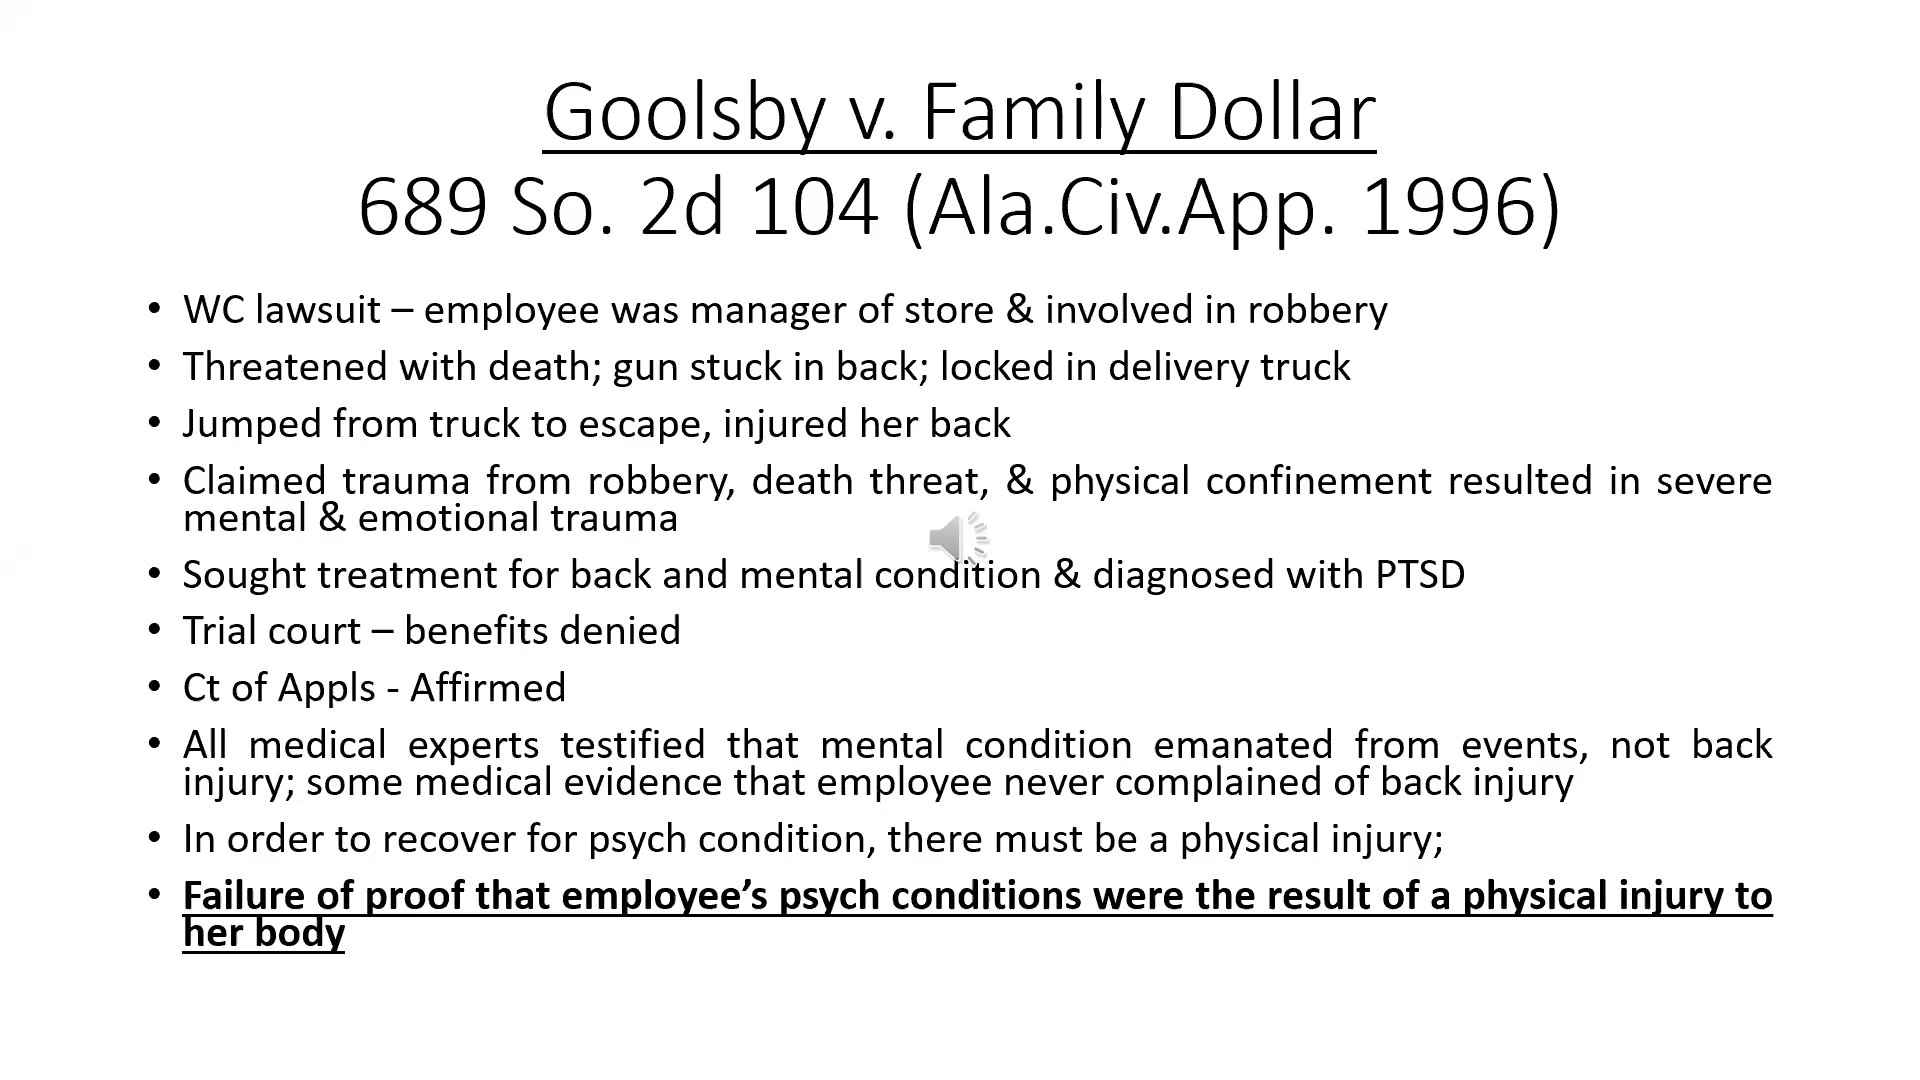 Goolsby v. Family Dollar
689 So. 2d 104 (Ala.Civ.App. 1996)
• WC lawsuit – employee was manager of store & involved in robbery
• Threatened with death; gun stuck in back; locked in delivery truck
• Jumped from truck to escape, injured her back
• Claimed trauma from robbery, death threat, & physical confinement resulted in severe
mental & emotional trauma
• Sought treatment for back and mental condition & diagnosed with PTSD
• Trial court – benefits denied
• Ct of Appls - Affirmed
• All medical experts testified that mental condition emanated from events, not back
injury; some medical evidence that employee never complained of back injury
• In order to recover for psych condition, there must be a physical injury;
• Failure of proof that employee’s psych conditions were the result of a physical injury to
her body